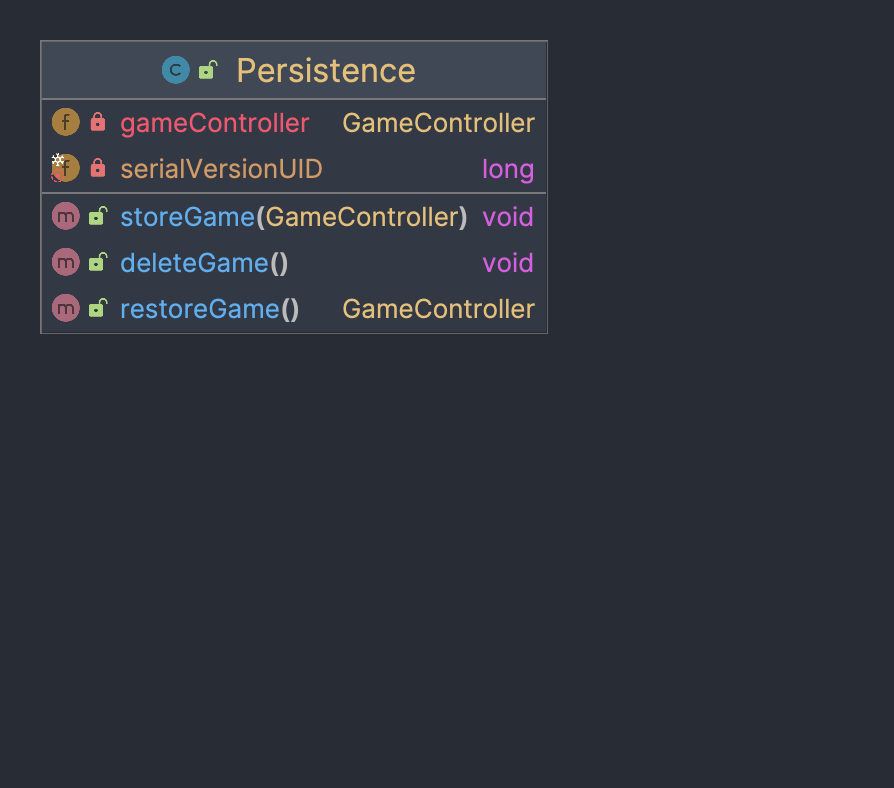 C Persistence
f gameController GameController
f serialVersionUID long
m storeGame(GameController) void
m deleteGame() void
m restoreGame() GameController